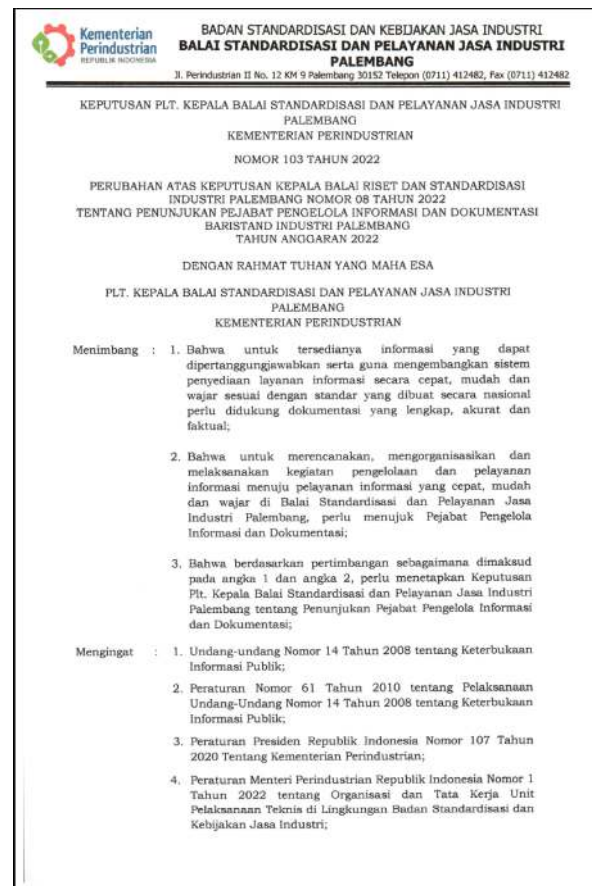 Kementerian
Perindustrian
REPUBLIK INDONESIA
BADAN STANDARDISASI DAN KEBIJAKAN JASA INDUSTRI
BALAI STANDARDISASI DAN PELAYANAN JASA INDUSTRI
PALEMBANG
Jl. Perindustrian II No. 12 KM 9 Palembang 30152 Telepon (0711) 412482, Fax (0711) 412482
KEPUTUSAN PLT. KEPALA BALAI STANDARDISASI DAN PELAYANAN JASA INDUSTRI
PALEMBANG
KEMENTERIAN PERINDUSTRIAN
NOMOR 103 TAHUN 2022
PERUBAHAN ATAS KEPUTUSAN KEPALA BALAI RISET DAN STANDARDISASI
INDUSTRI PALEMBANG NOMOR 08 TAHUN 2022
TENTANG PENUNJUKAN PEJABAT PENGELOLA INFORMASI DAN DOKUMENTASI
BARISTAND INDUSTRI PALEMBANG
TAHUN ANGGARAN 2022
DENGAN RAHMAT TUHAN YANG MAHA ESA
PLT. KEPALA BALAI STANDARDISASI DAN PELAYANAN JASA INDUSTRI
PALEMBANG
KEMENTERIAN PERINDUSTRIAN
Menimbang : 1. Bahwa untuk tersedianya informasi yang dapat
dipertanggungjawabkan serta guna mengembangkan sistem
penyediaan layanan informasi secara cepat, mudah dan
wajar sesuai dengan standar yang dibuat secara nasional
perlu didukung dokumentasi yang lengkap, akurat dan
faktual;
2. Bahwa untuk merencanakan, mengorganisasikan dan
melaksanakan kegiatan pengelolaan dan pelayanan
informasi menuju pelayanan informasi yang cepat, mudah
dan wajar di Balai Standardisasi dan Pelayanan Jasa
Industri Palembang, perlu menujuk Pejabat Pengelola
Informasi dan Dokumentasi;
3. Bahwa berdasarkan pertimbangan sebagaimana dimaksud
pada angka 1 dan angka 2, perlu menetapkan Keputusan
Plt. Kepala Balai Standardisasi dan Pelayanan Jasa Industri
Palembang tentang Penunjukan Pejabat Pengelola Informasi
dan Dokumentasi;
Mengingat : 1. Undang-undang Nomor 14 Tahun 2008 tentang Keterbukaan
Informasi Publik;
2. Peraturan Nomor 61 Tahun 2010 tentang Pelaksanaan
Undang-Undang Nomor 14 Tahun 2008 tentang Keterbukaan
Informasi Publik;
3. Peraturan Presiden Republik Indonesia Nomor 107 Tahun
2020 Tentang Kementerian Perindustrian;
4. Peraturan Menteri Perindustrian Republik Indonesia Nomor 1
Tahun 2022 tentang Organisasi dan Tata Kerja Unit
Pelaksanaan Teknis di Lingkungan Badan Standardisasi dan
Kebijakan Jasa Industri;